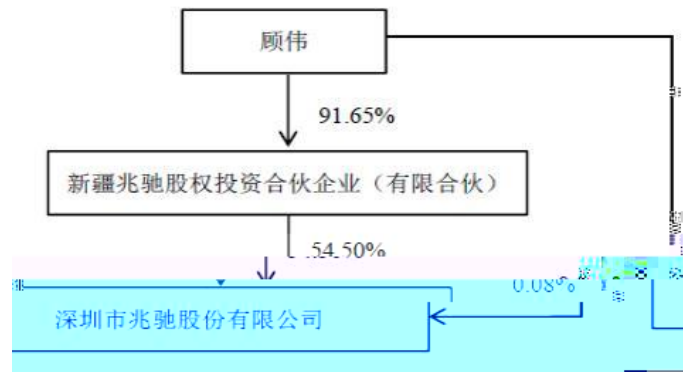 顾伟
91.65%
新疆兆驰股权投资合伙企业（有限合伙）
54.50%
0.08%
深圳市兆驰股份有限公司